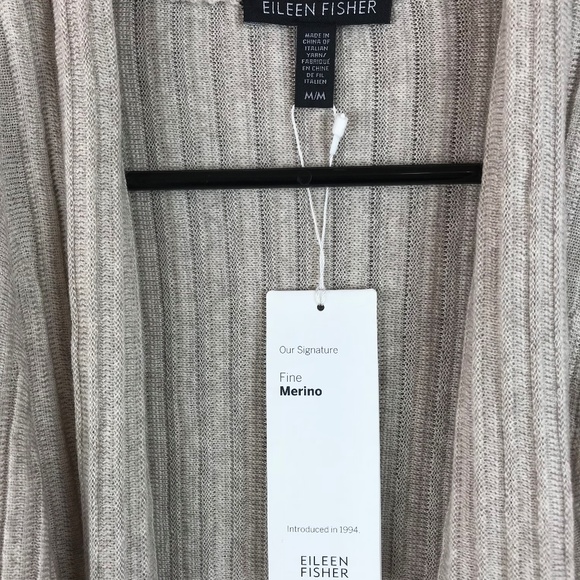 EILEEN FISHER
MADE IN
CHINA OF
ITALIAN
YARN/
FABRIQUÉ
EN CHINE
DE FIL
ITALIEN
M/M
Our Signature
Fine
Merino
Introduced in 1994.
EILEEN
FISHER